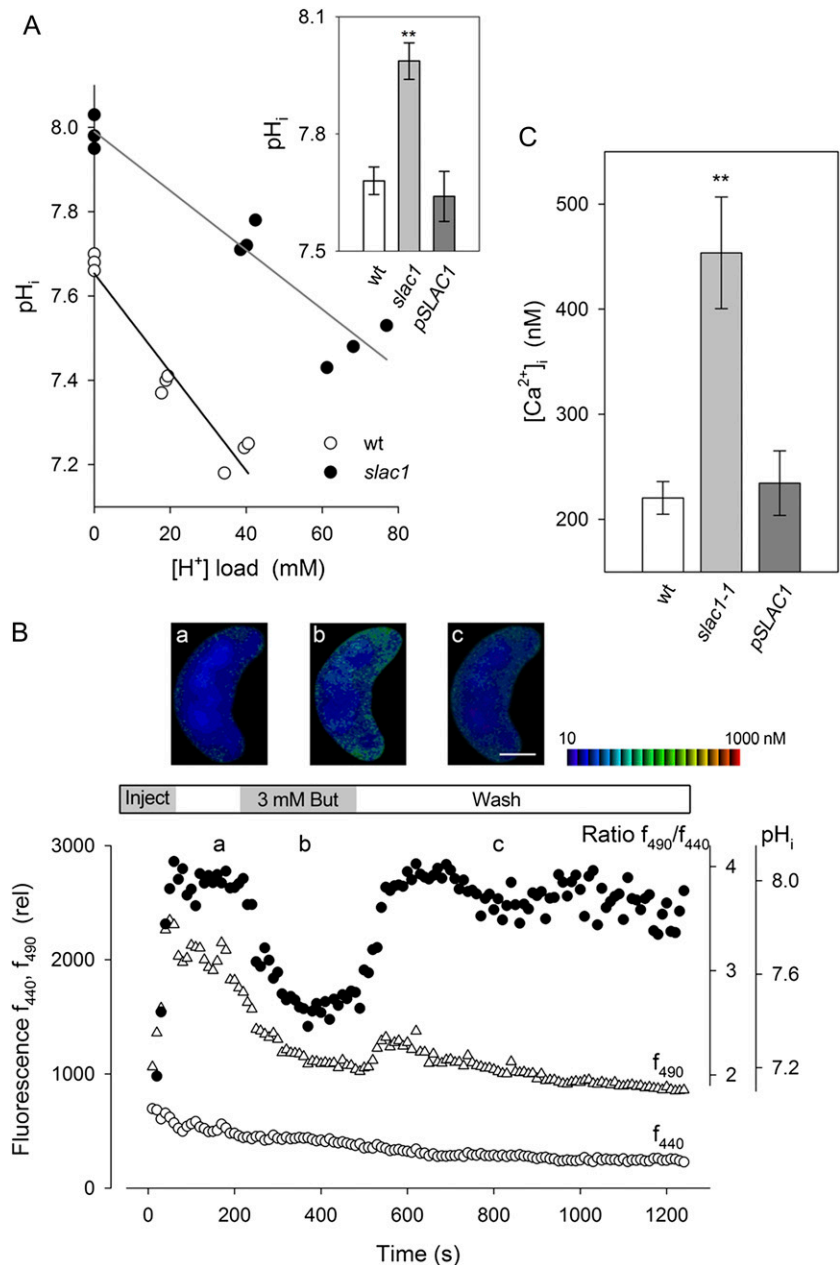 A
8.1
**
7.8
7.5
pHi
wt
slac1
pSLAC1
8.0
7.8
7.6
7.4
7.2
pHi
wt
slac1
0
20
40
60
80
[H+] load (mM)
C
**
500
430
360
290
220
[Ca2+]i (nM)
wt
slac1-1
pSLAC1
B
a
b
c
10
1000 nM
Inject
3 mM But
Wash
3000
2000
1000
0
Fluorescence f440, f490 (rel)
a
b
c
Ratio f490/f440
pHi
4
3
2
8.0
7.6
7.2
f490
f440
0
200
400
600
800
1000
1200
Time (s)